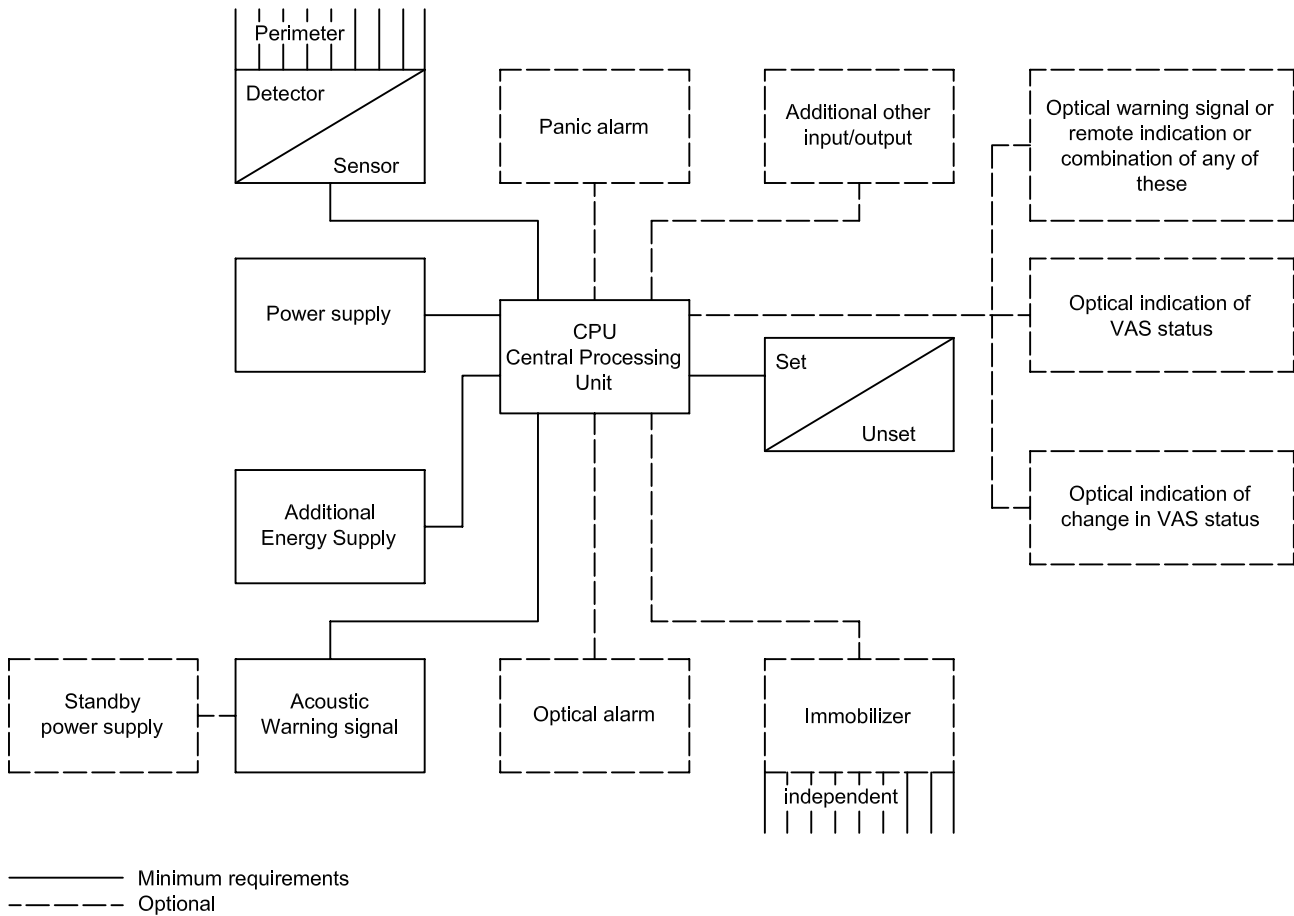 Perimeter
Detector
Sensor
Panic alarm
Additional other
input/output
Optical warning signal or
remote indication or
combination of any of
these
Power supply
CPU
Central Processing
Unit
Optical indication of
VAS status
Set
Unset
Additional
Energy Supply
Optical indication of
change in VAS status
Standby
power supply
Acoustic
Warning signal
Optical alarm
Immobilizer
independent
Minimum requirements
Optional